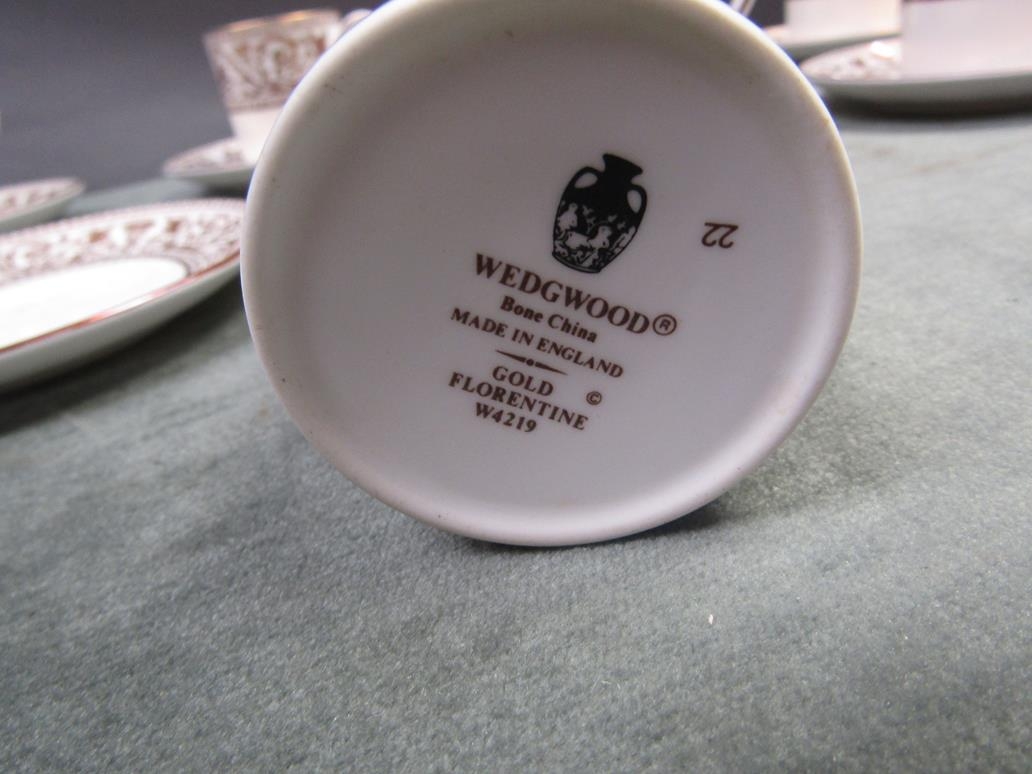 WEDGWOOD®
Bone China
MADE IN ENGLAND
GOLD
FLORENTINE ©
W4219
22